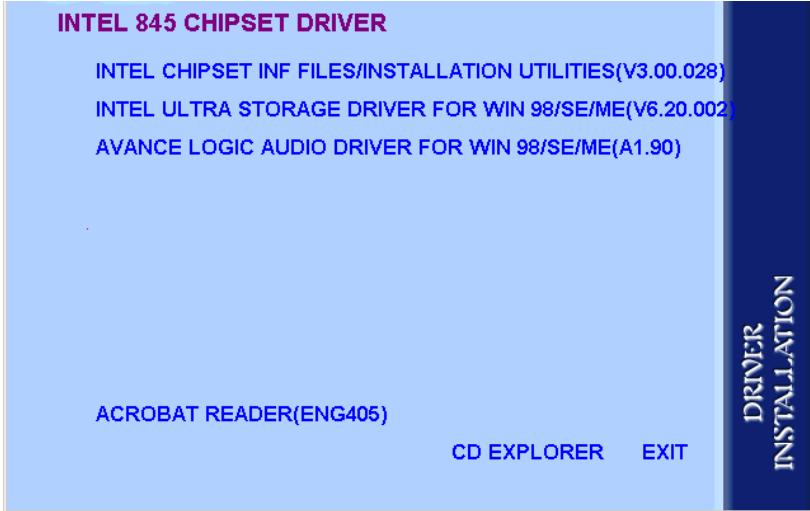 INTEL 845 CHIPSET DRIVER
INTEL CHIPSET INF FILES/INSTALLATION UTILITIES(V3.00.028)
INTEL ULTRA STORAGE DRIVER FOR WIN 98/SE/ME(V6.20.002)
AVANCE LOGIC AUDIO DRIVER FOR WIN 98/SE/ME(A1.90)
ACROBAT READER(ENG405)
CD EXPLORER EXIT
DRIVER
INSTALLATION